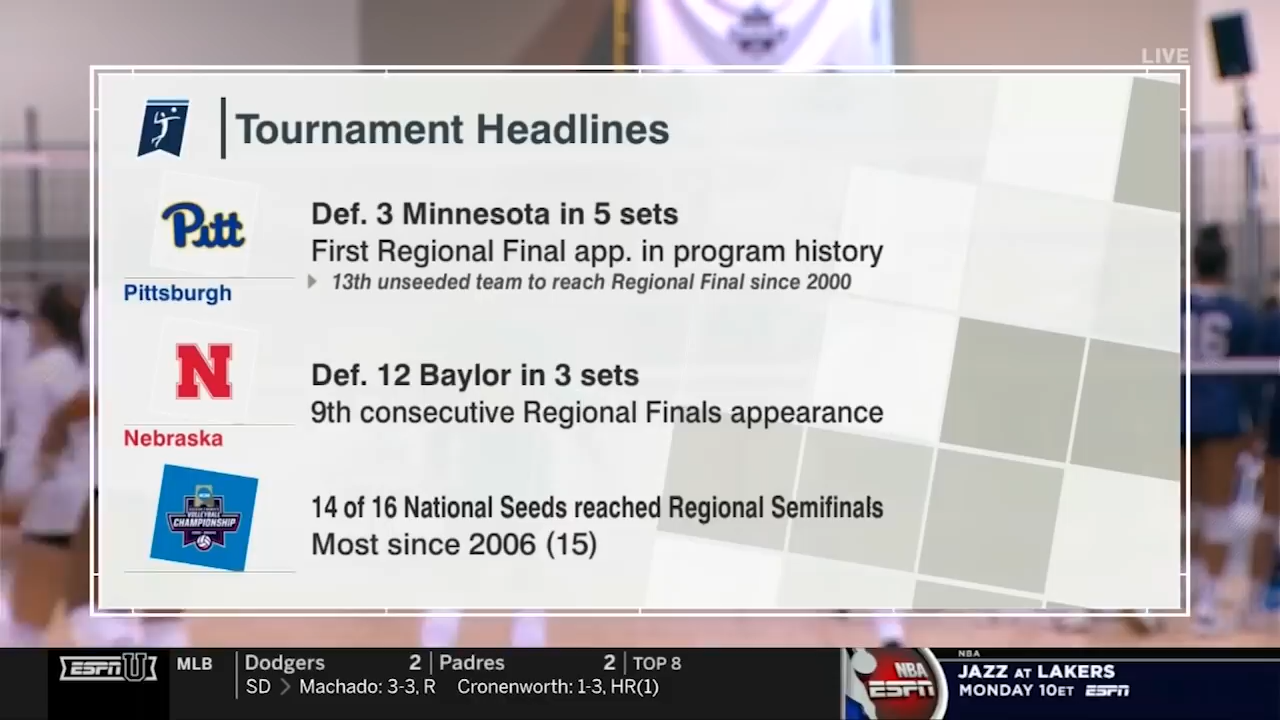 LIVE
Tournament Headlines
Pitt
Pittsburgh
Def. 3 Minnesota in 5 sets
First Regional Final app. in program history
13th unseeded team to reach Regional Final since 2000
N
Nebraska
Def. 12 Baylor in 3 sets
9th consecutive Regional Finals appearance
VOLLEYBALL
CHAMPIONSHIP
14 of 16 National Seeds reached Regional Semifinals
Most since 2006 (15)
16
ESPNU
MLB
Dodgers 2 Padres 2 TOP 8
SD > Machado: 3-3, R Cronenworth: 1-3, HR(1)
NBA
ESPN
NBA
JAZZ AT LAKERS
MONDAY 10ET ESPN